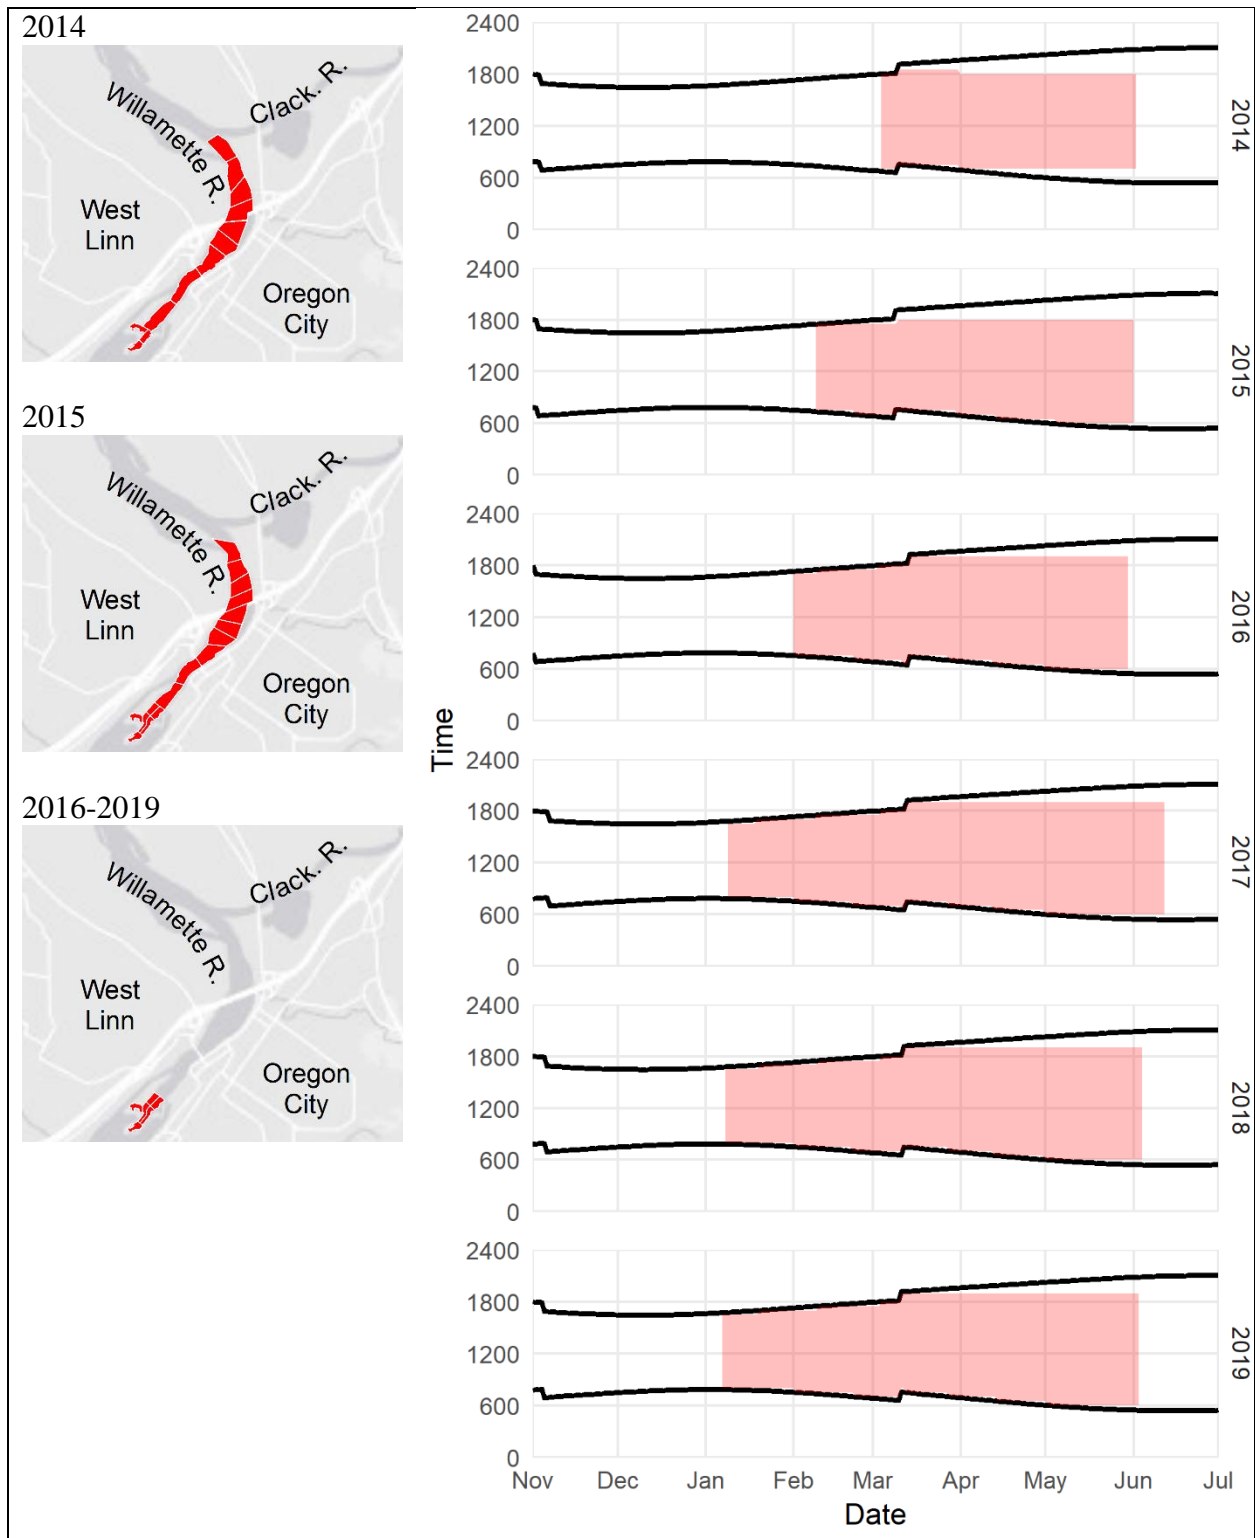 2014
Willamette R.
Clack. R.
West
Linn
Oregon
City
2015
Willamette R.
Clack. R.
West
Linn
Oregon
City
2016-2019
Willamette R.
Clack. R.
West
Linn
Oregon
City
Time
2400
1800
1200
600
0
2014
2400
1800
1200
600
0
2015
2400
1800
1200
600
0
2016
2400
1800
1200
600
0
2017
2400
1800
1200
600
0
2018
2400
1800
1200
600
0
2019
Nov Dec Jan Feb Mar Apr May Jun Jul
Date